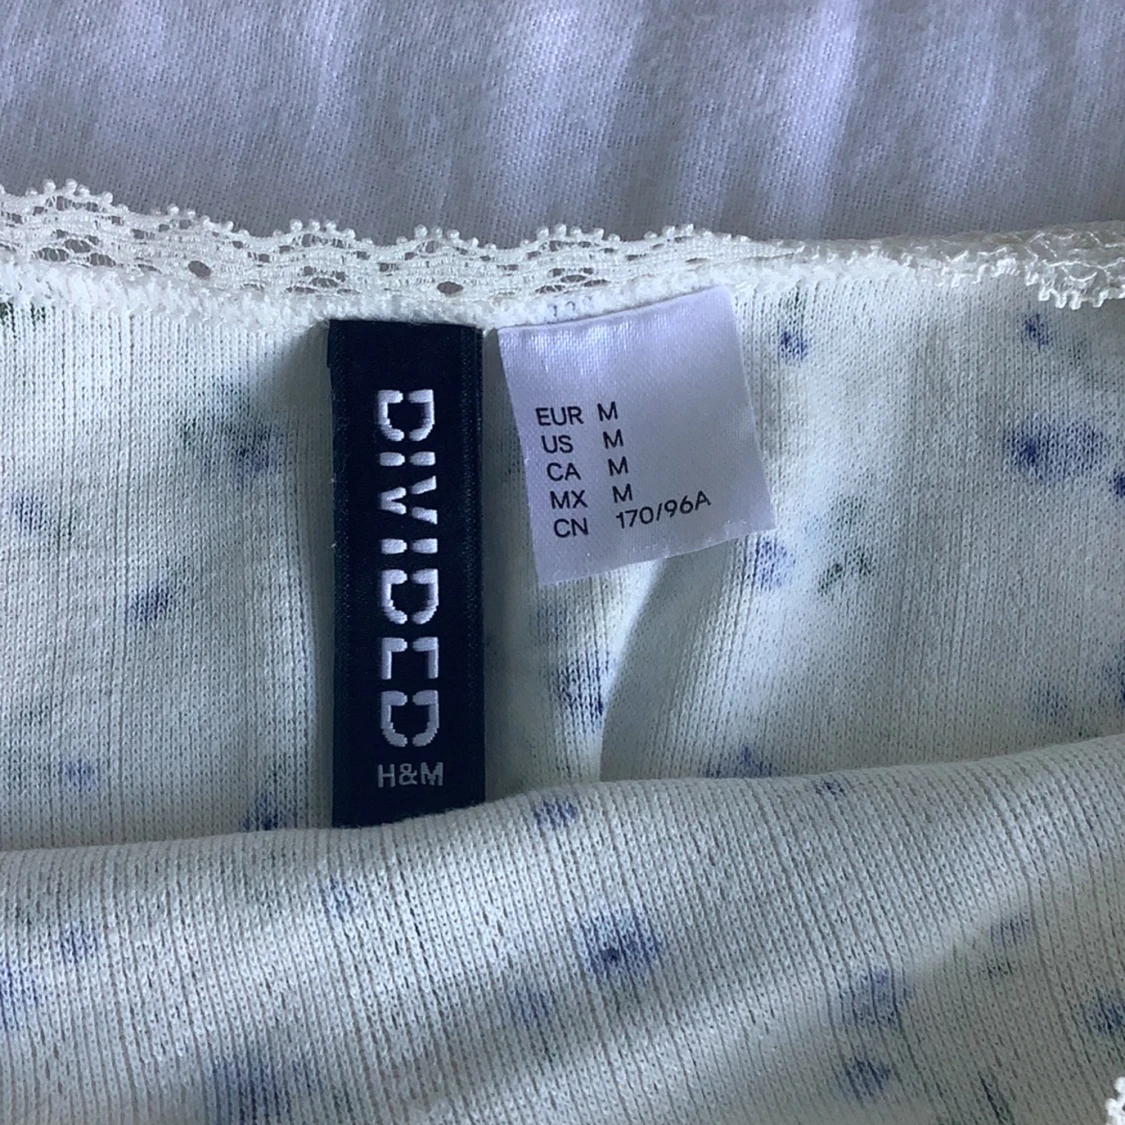 DIVIDED
H&M
EUR M
US M
CA M
MX M
CN 170/96A